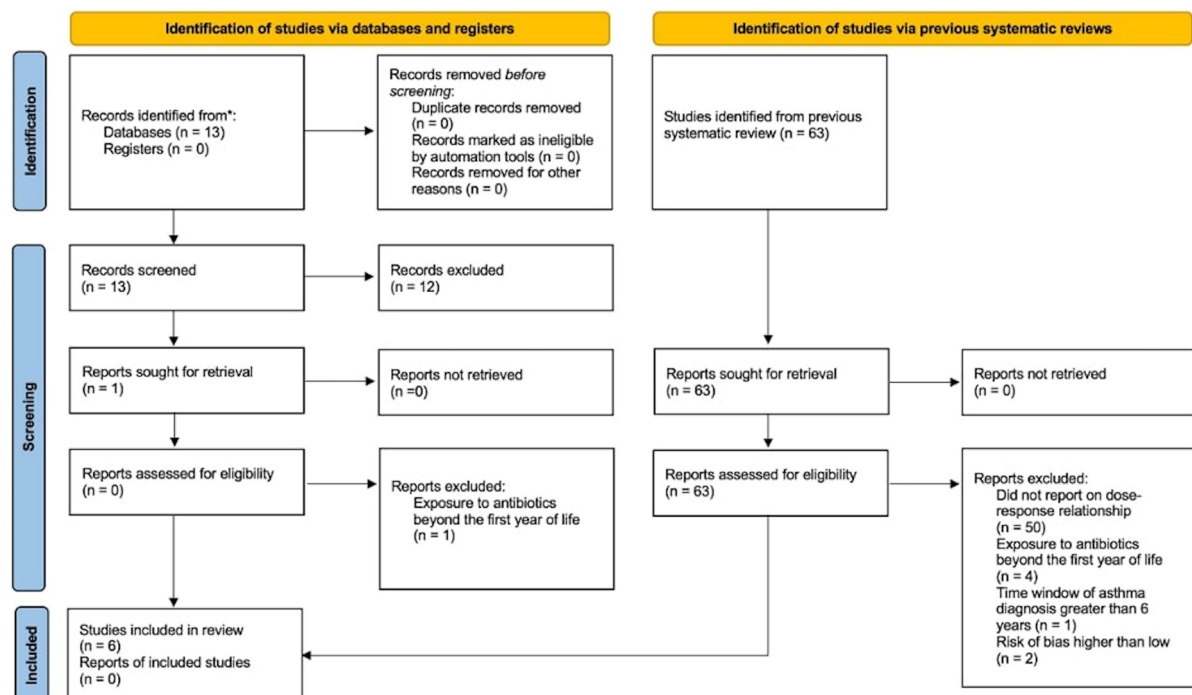 Identification of studies via databases and registers
Identification of studies via previous systematic reviews
Identification
Records identified from*:
Databases (n = 13)
Registers (n = 0)
Records removed before
screening:
Duplicate records removed
(n = 0)
Records marked as ineligible
by automation tools (n = 0)
Records removed for other
reasons (n = 0)
Studies identified from previous
systematic review (n = 63)
Screening
Records screened
(n = 13)
Records excluded
(n = 12)
Reports sought for retrieval
(n = 1)
Reports not retrieved
(n =0)
Reports sought for retrieval
(n = 63)
Reports not retrieved
(n = 0)
Reports assessed for eligibility
(n = 0)
Reports excluded:
Exposure to antibiotics
beyond the first year of life
(n = 1)
Reports assessed for eligibility
(n = 63)
Reports excluded:
Did not report on dose-
response relationship
(n = 50)
Exposure to antibiotics
beyond the first year of life
(n = 4)
Time window of asthma
diagnosis greater than 6
years (n = 1)
Risk of bias higher than low
(n = 2)
Included
Studies included in review
(n = 6)
Reports of included studies
(n = 0)